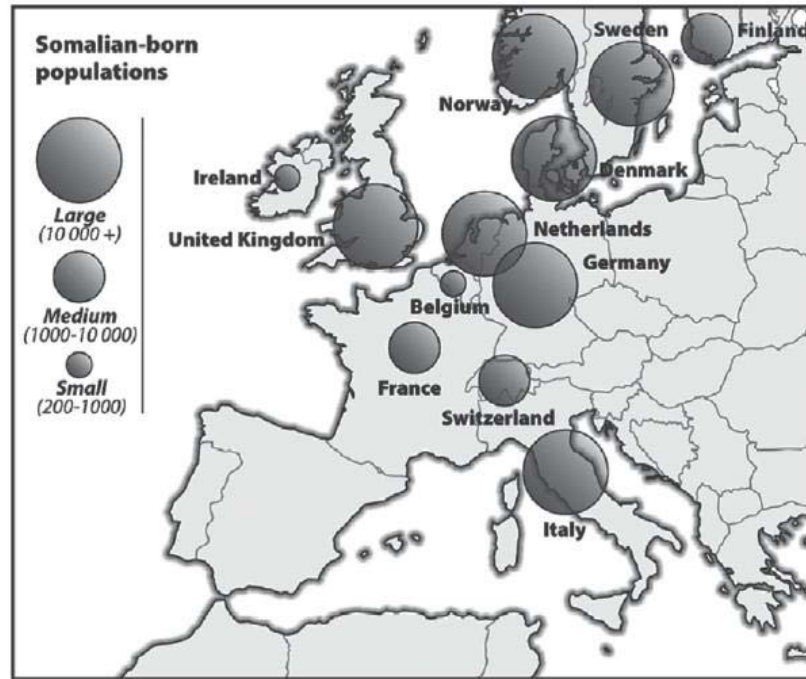 Somalian-born
populations
Large
(10 000 +)
Medium
(1000-10 000)
Small
(200-1000)
Sweden
Finland
Norway
Ireland
Denmark
United Kingdom
Netherlands
Germany
Belgium
France
Switzerland
Italy